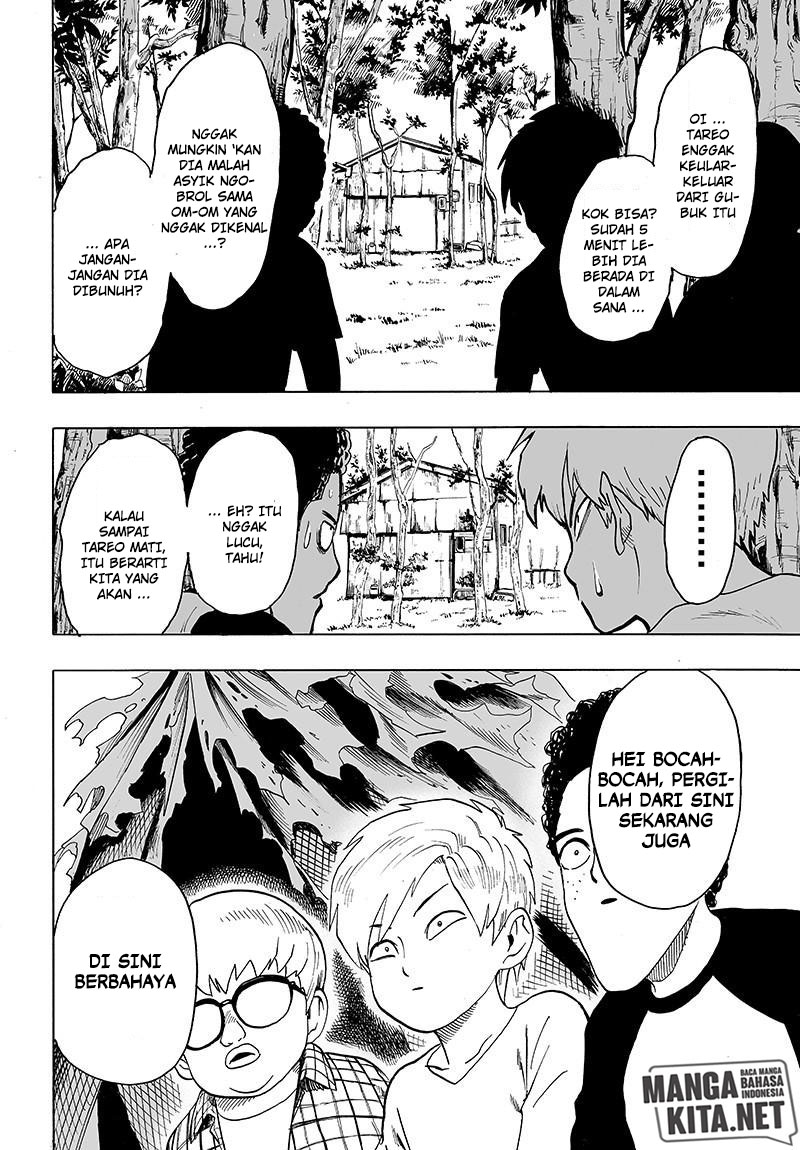 OI ...
TAREO
ENGGAK
KEULAR-
KELUAR
DARI GU-
BUK ITU
KOK BISA?
SUDAH 5
MENIT LE-
BIH DIA
BERADA DI
DALAM
SANA ...
NGGAK
MUNGKIN 'KAN
DIA MALAH
ASYIK NGO-
BROL SAMA
OM-OM YANG
NGGAK DIKENAL
...?
... APA
JANGAN-
JANGAN DIA
DIBUNUH?
........
... EH? ITU
NGGAK
LUCU,
TAHU!
KALAU
SAMPAI
TAREO MATI,
ITU BERARTI
KITA YANG
AKAN ...
HEI BOCAH-
BOCAH, PERGI-
LAH DARI SINI
SEKARANG
JUGA
DI SINI
BERBAHAYA
MANGA
KITA.NET
BACA MANGA
BAHASA
INDONESIA